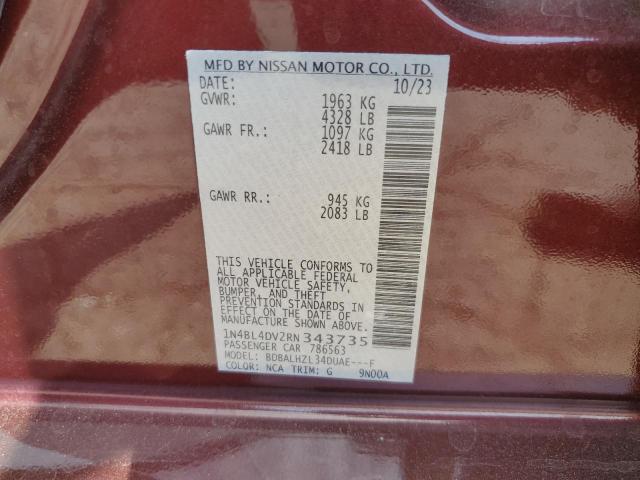 MFD BY NISSAN MOTOR CO., LTD.
DATE: 10/23
GVWR: 1963 KG
4328 LB
GAWR FR.: 1097 KG
2418 LB
GAWR RR.: 945 KG
2083 LB
THIS VEHICLE CONFORMS TO
ALL APPLICABLE FEDERAL
MOTOR VEHICLE SAFETY,
BUMPER, AND THEFT
PREVENTION STANDARDS IN
EFFECT ON THE DATE OF
MANUFACTURE SHOWN ABOVE.
1N4BL4DV2RN343735
PASSENGER CAR 786563
MODEL: BDBALHZL34DUAE---F
COLOR: NCA TRIM: G 9N00A